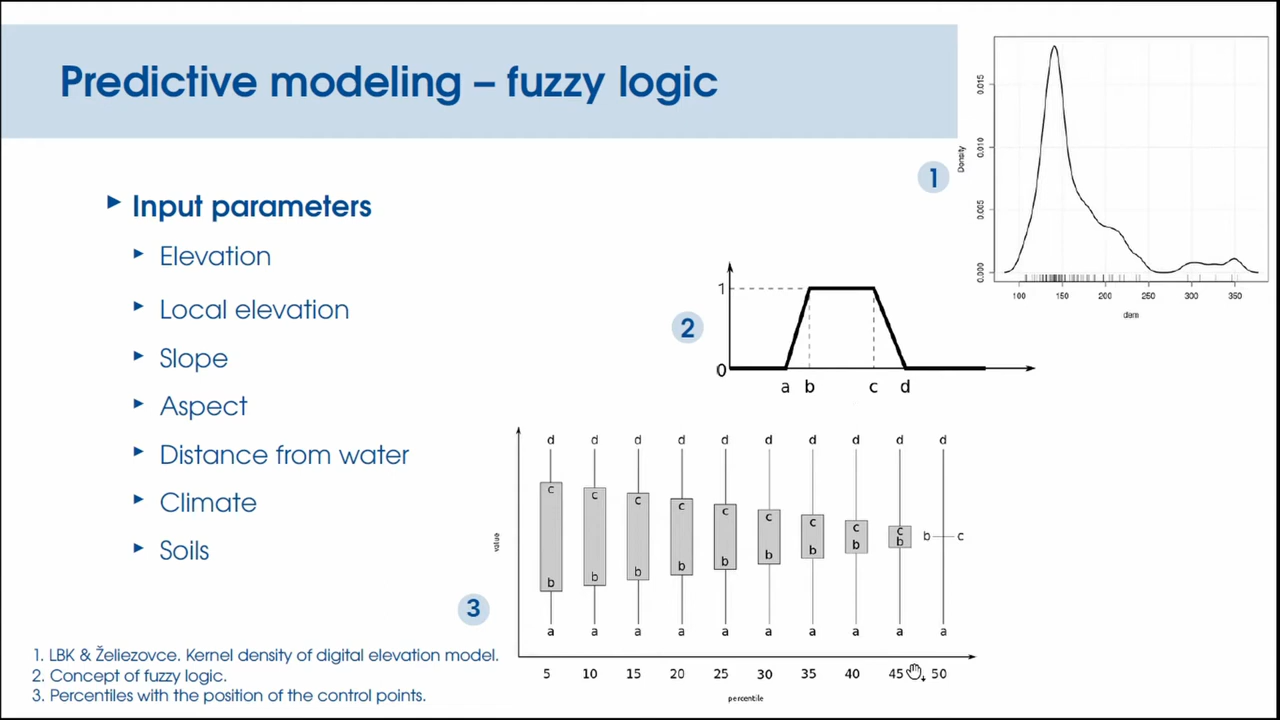 Predictive modeling – fuzzy logic
Input parameters
Elevation
Local elevation
Slope
Aspect
Distance from water
Climate
Soils
1
Density
0.000
0.005
0.010
0.015
100 150 200 250 300 350
dem
2
1
0
a b c d
3
value
d d d d d d d d d d
c c c c c c c c c
b c
b b b b b b b b b
a a a a a a a a a a
5 10 15 20 25 30 35 40 45 50
percentile
1. LBK & Želiezovce. Kernel density of digital elevation model.
2. Concept of fuzzy logic.
3. Percentiles with the position of the control points.